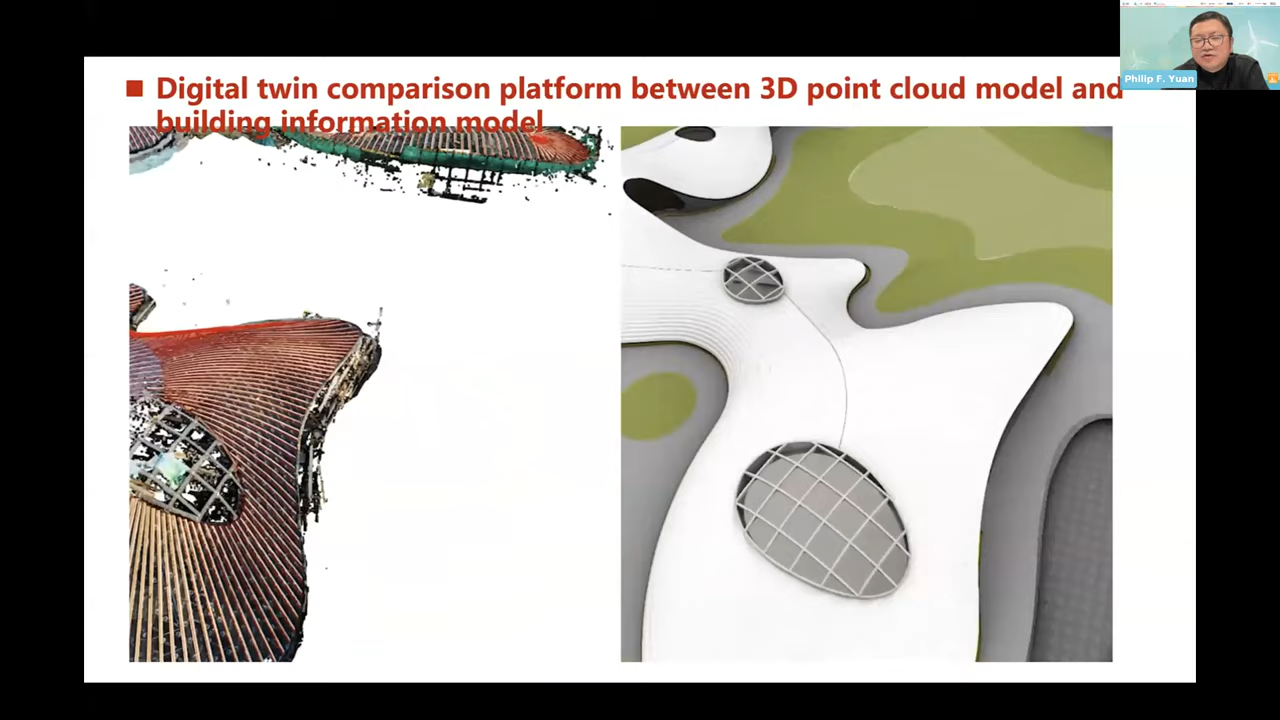 Digital twin comparison platform between 3D point cloud model and
building information model
Philip F. Yuan